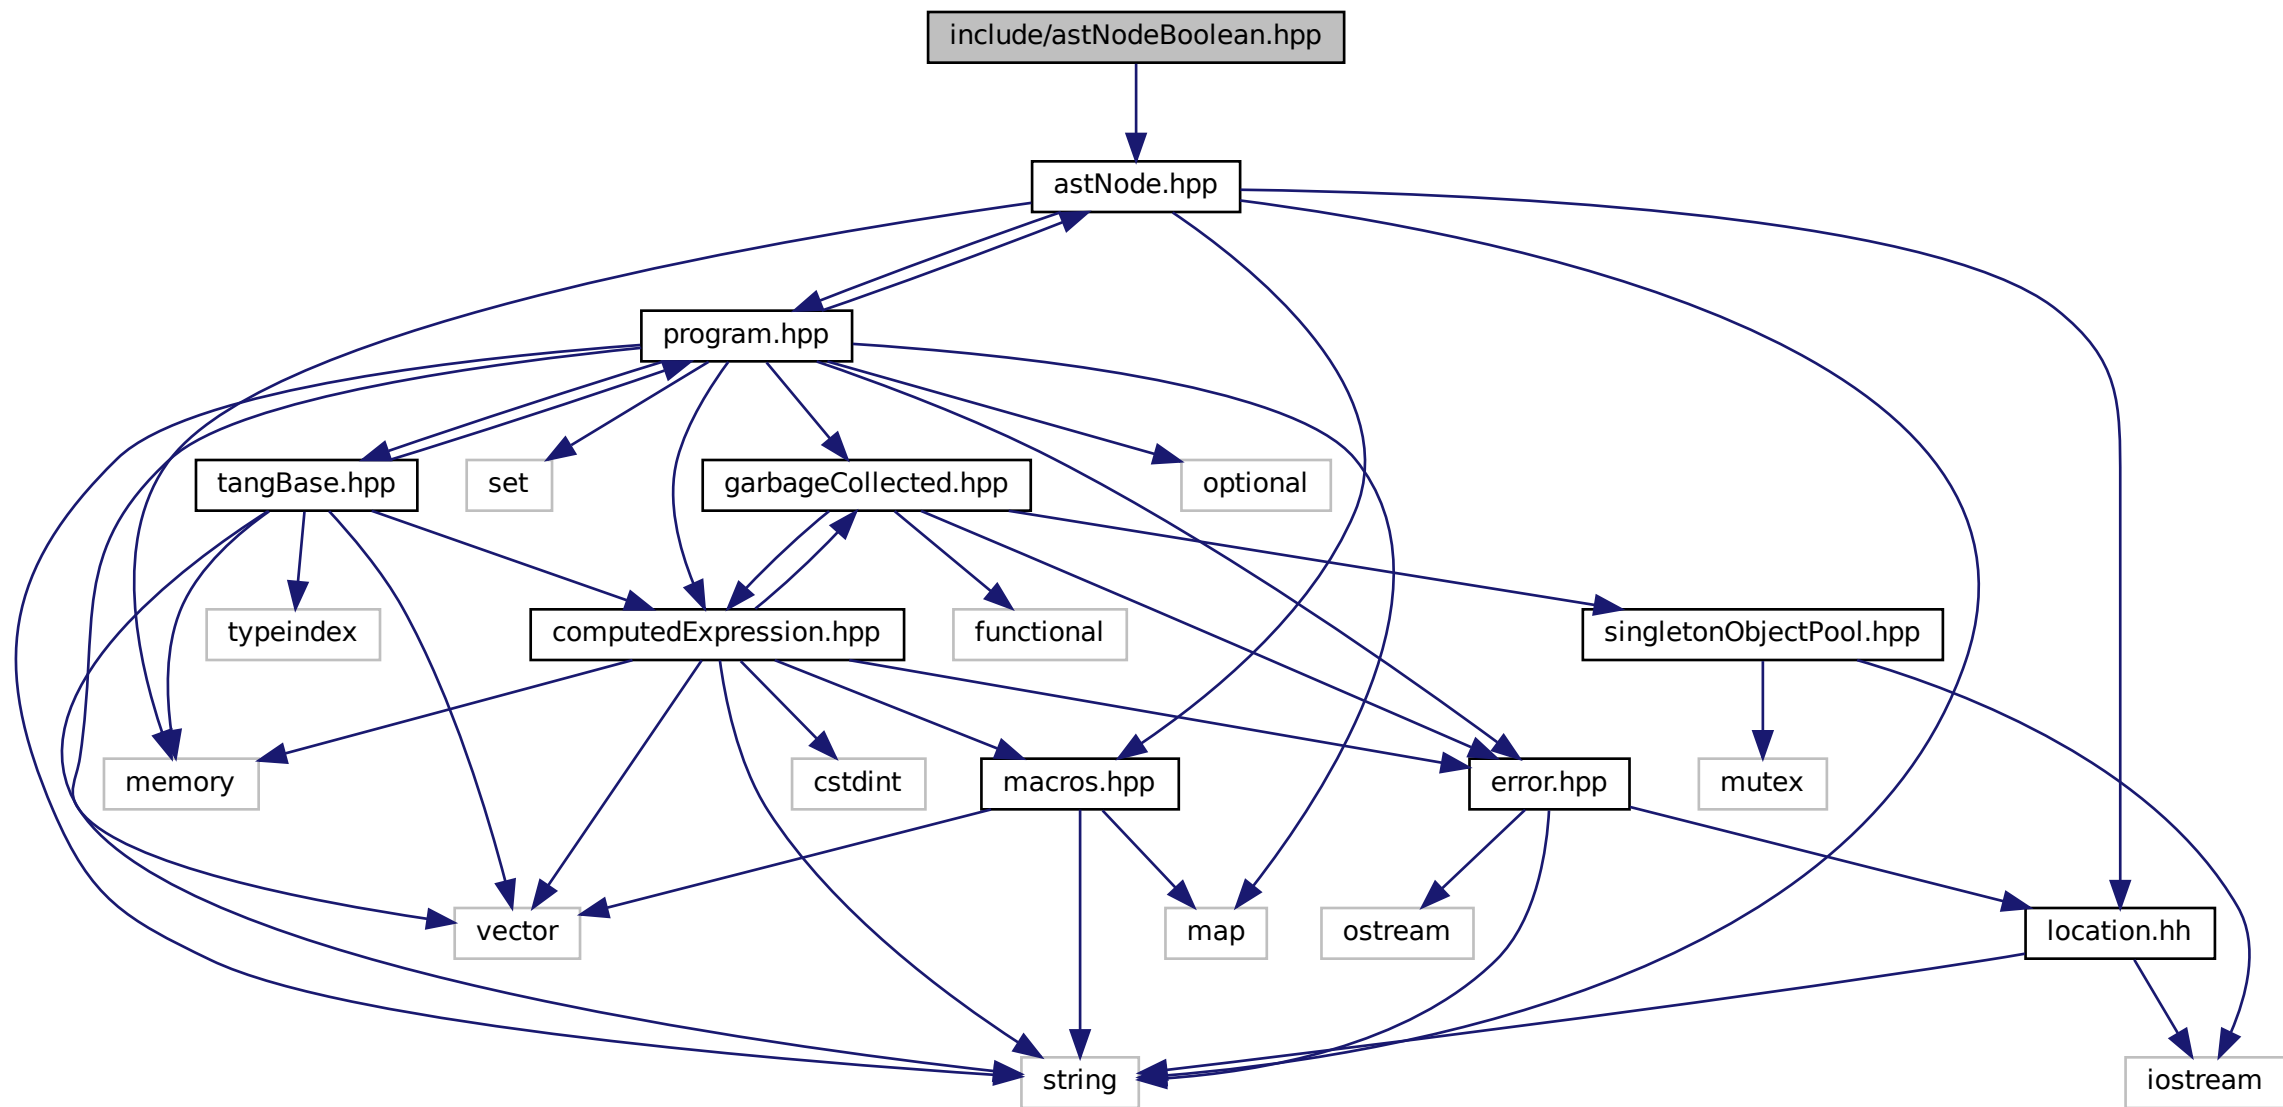 include/astNodeBoolean.hpp
astNode.hpp
program.hpp
tangBase.hpp
set
garbageCollected.hpp
optional
typeindex
computedExpression.hpp
functional
singletonObjectPool.hpp
memory
cstdint
macros.hpp
error.hpp
mutex
vector
map
ostream
location.hh
string
iostream